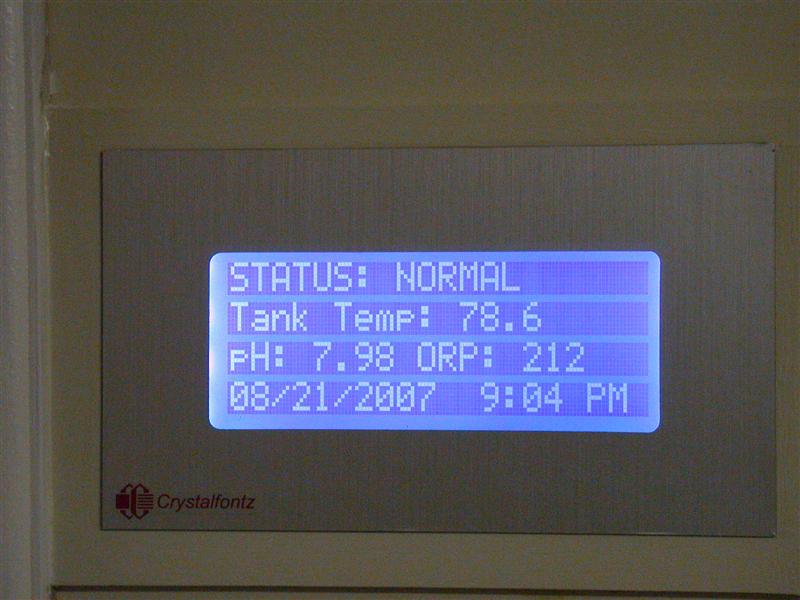 STATUS: NORMAL
Tank Temp: 78.6
pH: 7.98 ORP: 212
08/21/2007 9:04 PM
Crystalfontz